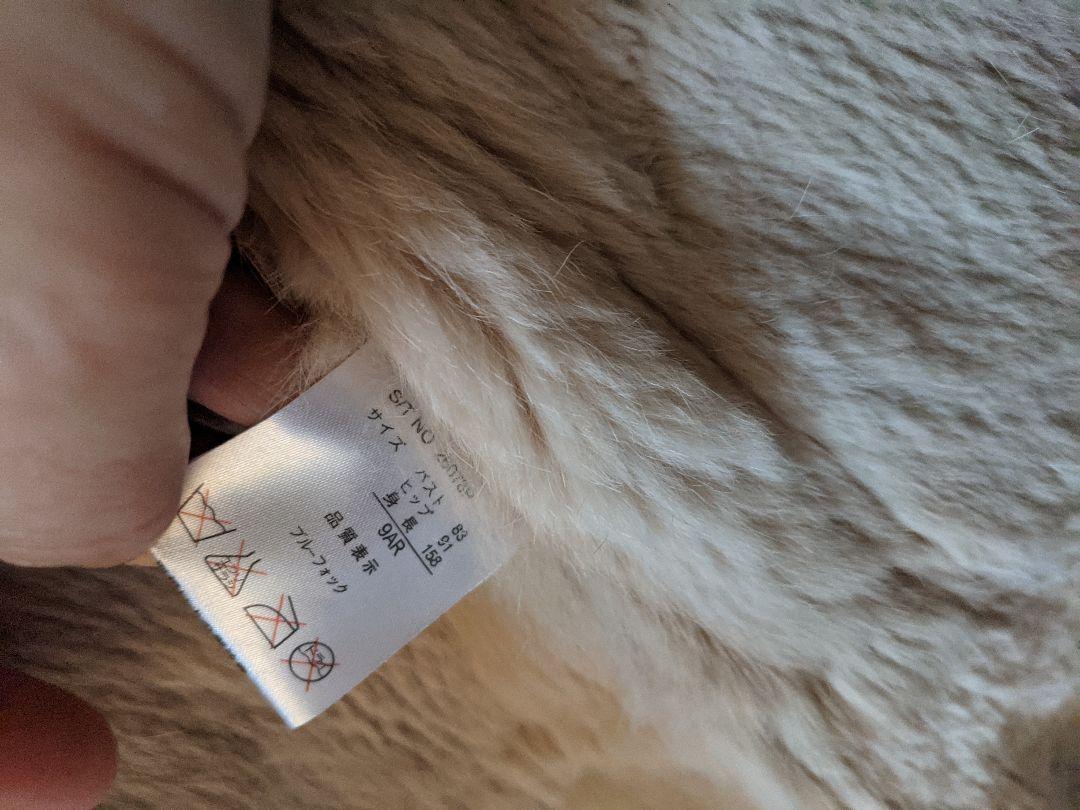 S/T NO
サイズ
バスト 83
ヒップ 91
身長 158
9AR
品質表示
ブルーフォック